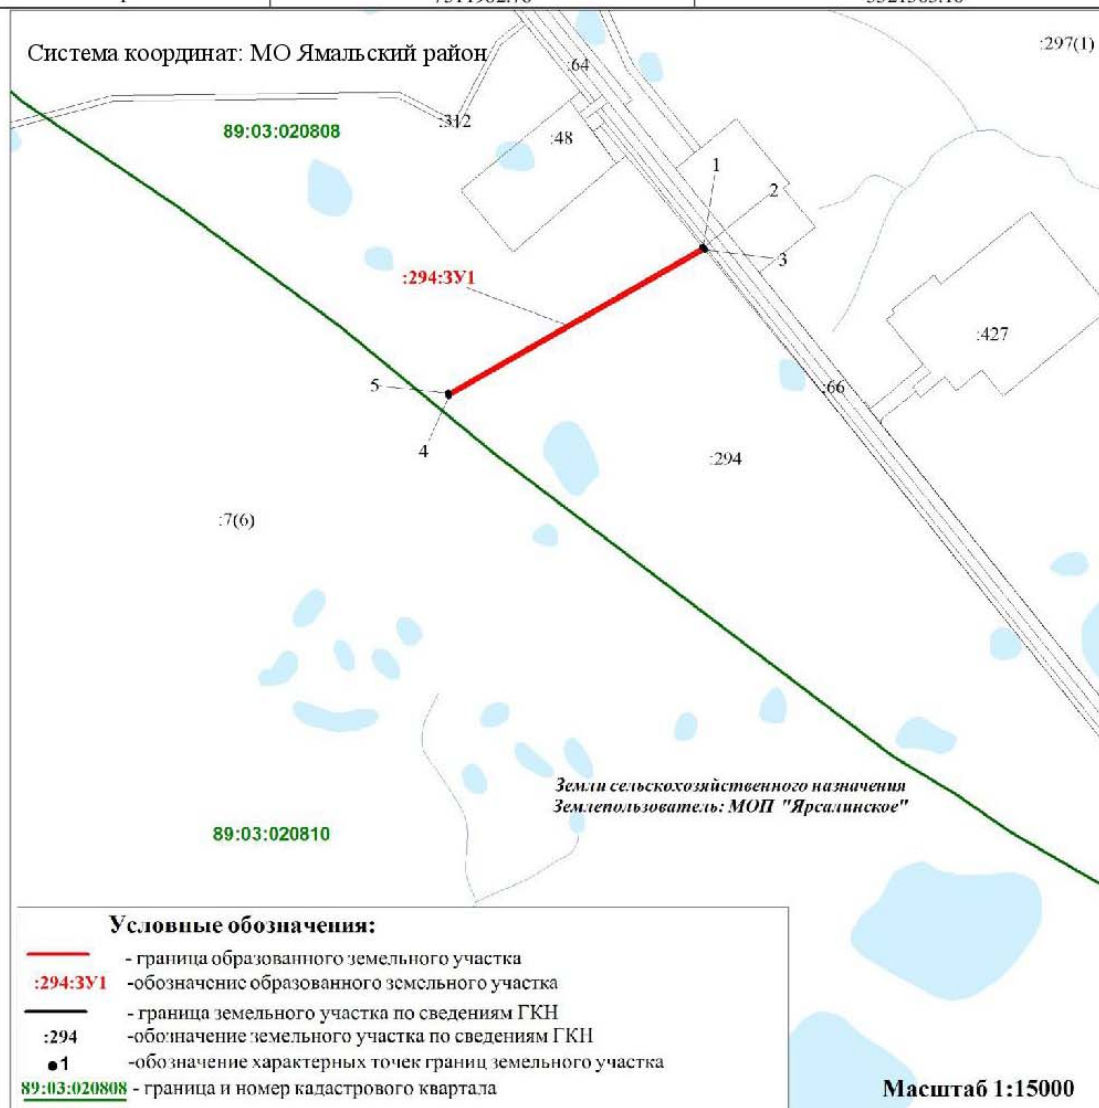 Система координат: МО Ямальский район
:297(1)
:64
:312
89:03:020808
:48
1
2
3
:294:ЗУ1
:427
5
:66
4
:294
:7(6)
Земли сельскохозяйственного назначения
Землепользователь: МОП "Ярсалинское"
89:03:020810
Условные обозначения:
- граница образованного земельного участка
:294:ЗУ1 -обозначение образованного земельного участка
- граница земельного участка по сведениям ГКН
:294 -обозначение земельного участка по сведениям ГКН
1 -обозначение характерных точек границ земельного участка
89:03:020808 - граница и номер кадастрового квартала
Масштаб 1:15000